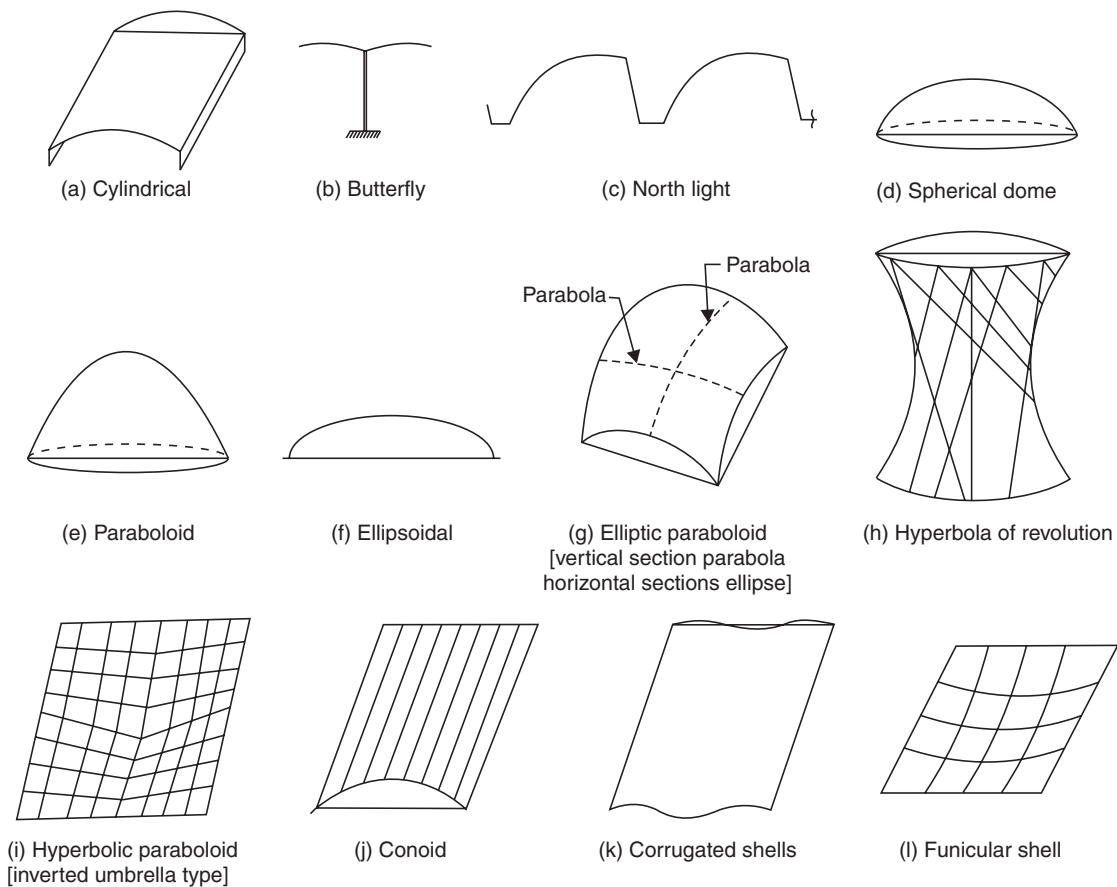 (a) Cylindrical
(b) Butterfly
(c) North light
(d) Spherical dome
Parabola
Parabola
(e) Paraboloid
(f) Ellipsoidal
(g) Elliptic paraboloid
[vertical section parabola
horizontal sections ellipse]
(h) Hyperbola of revolution
(i) Hyperbolic paraboloid
[inverted umbrella type]
(j) Conoid
(k) Corrugated shells
(l) Funicular shell